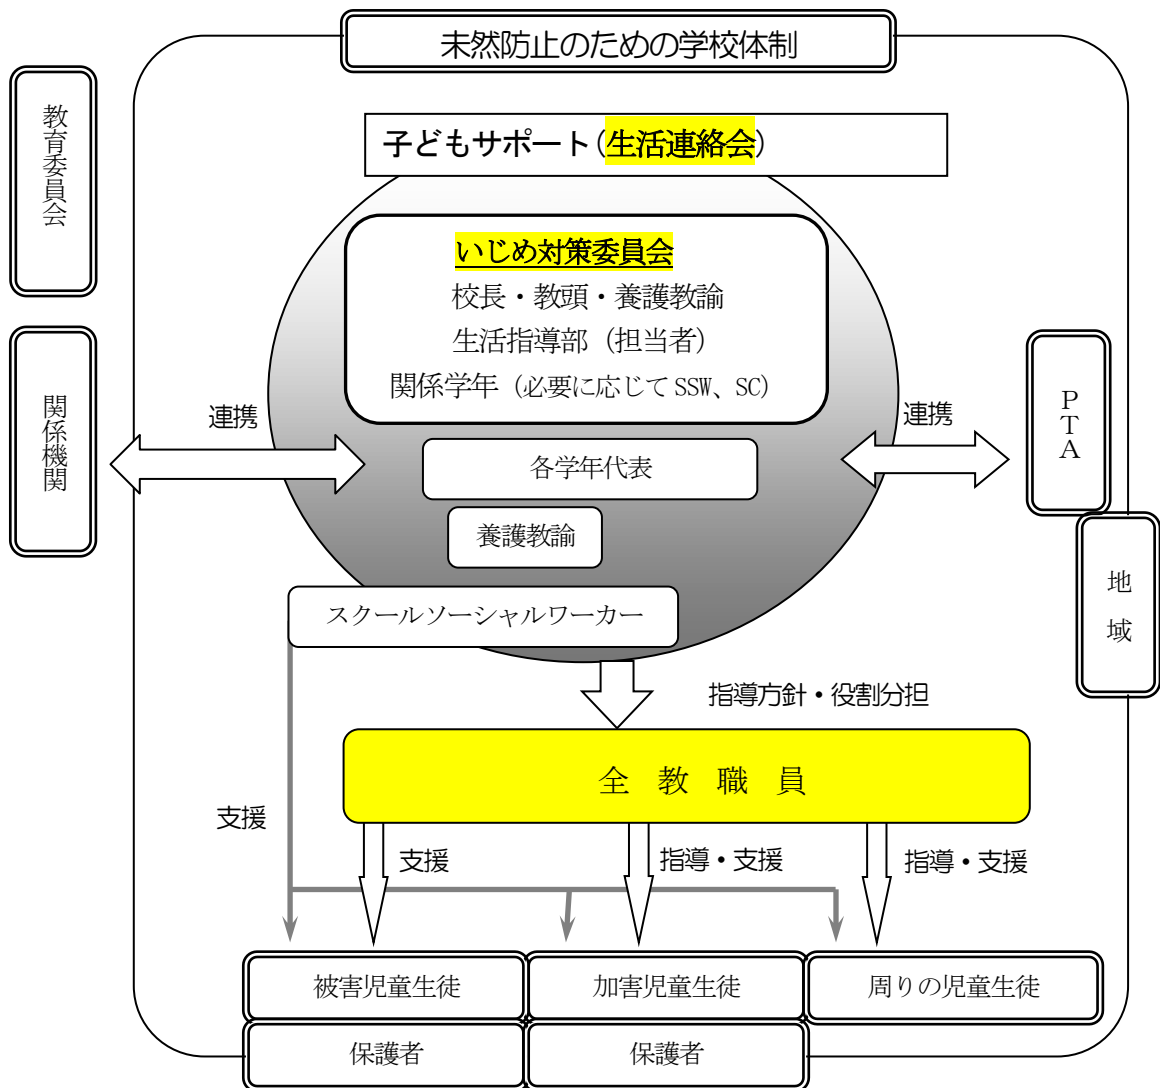 未然防止のための学校体制
教育委員会
子どもサポート(生活連絡会)
いじめ対策委員会
校長・教頭・養護教諭
生活指導部（担当者）
関係学年（必要に応じて SSW、SC）
関係機関
連携
連携
PTA
各学年代表
養護教諭
スクールソーシャルワーカー
地域
指導方針・役割分担
全教職員
支援
支援
指導・支援
指導・支援
被害児童生徒
加害児童生徒
周りの児童生徒
保護者
保護者